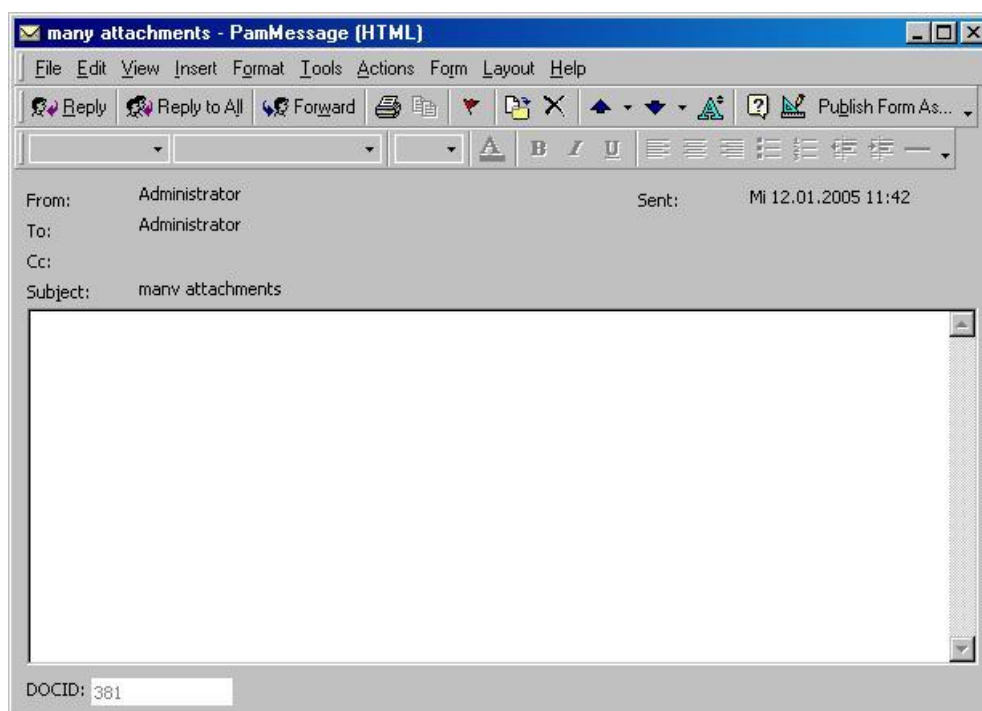 many attachments - PamMessage (HTML)
File Edit View Insert Format Tools Actions Form Layout Help
Reply Reply to All Forward Publish Form As...
A B I U
From: Administrator Sent: Mi 12.01.2005 11:42
To: Administrator
Cc:
Subject: many attachments
DOCID: 381